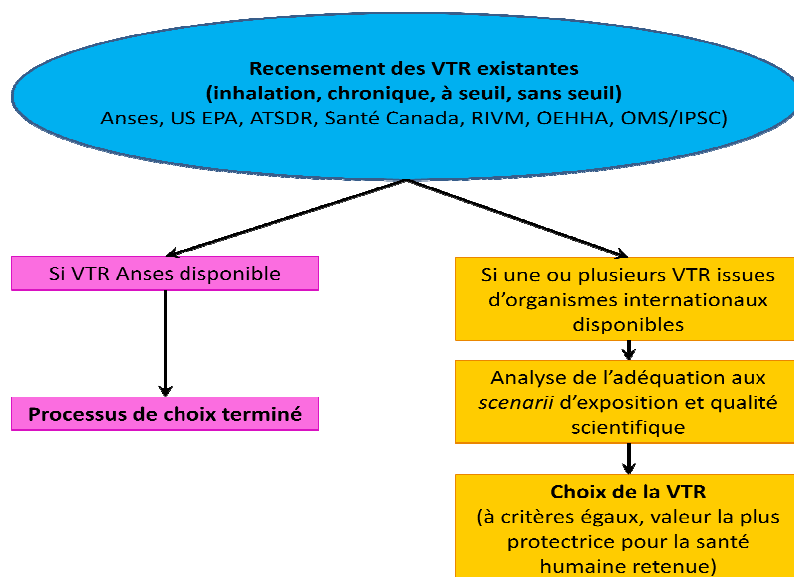 Recensement des VTR existantes
(inhalation, chronique, à seuil, sans seuil)
Anses, US EPA, ATSDR, Santé Canada, RIVM, OEHHA, OMS/IPSC)
Si VTR Anses disponible
Processus de choix terminé
Si une ou plusieurs VTR issues
d’organismes internationaux
disponibles
Analyse de l’adéquation aux
scenarii d’exposition et qualité
scientifique
Choix de la VTR
(à critères égaux, valeur la plus
protectrice pour la santé
humaine retenue)